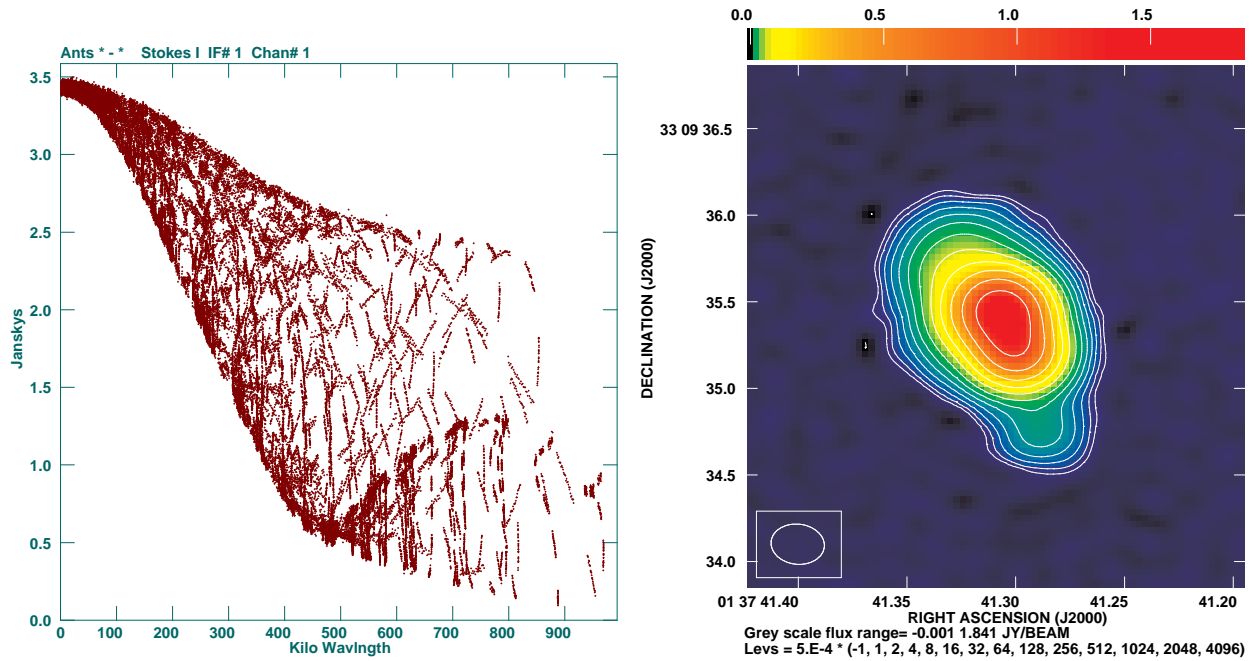 Ants * - * Stokes I IF# 1 Chan# 1
3.5
3.0
2.5
2.0
1.5
1.0
0.5
0.0
Janskys
0 100 200 300 400 500 600 700 800 900
Kilo Wavlngth
0.0 0.5 1.0 1.5
33 09 36.5
36.0
35.5
35.0
34.5
34.0
DECLINATION (J2000)
01 37 41.40 41.35 41.30 41.25 41.20
RIGHT ASCENSION (J2000)
Grey scale flux range= -0.001 1.841 JY/BEAM
Levs = 5.E-4 * (-1, 1, 2, 4, 8, 16, 32, 64, 128, 256, 512, 1024, 2048, 4096)